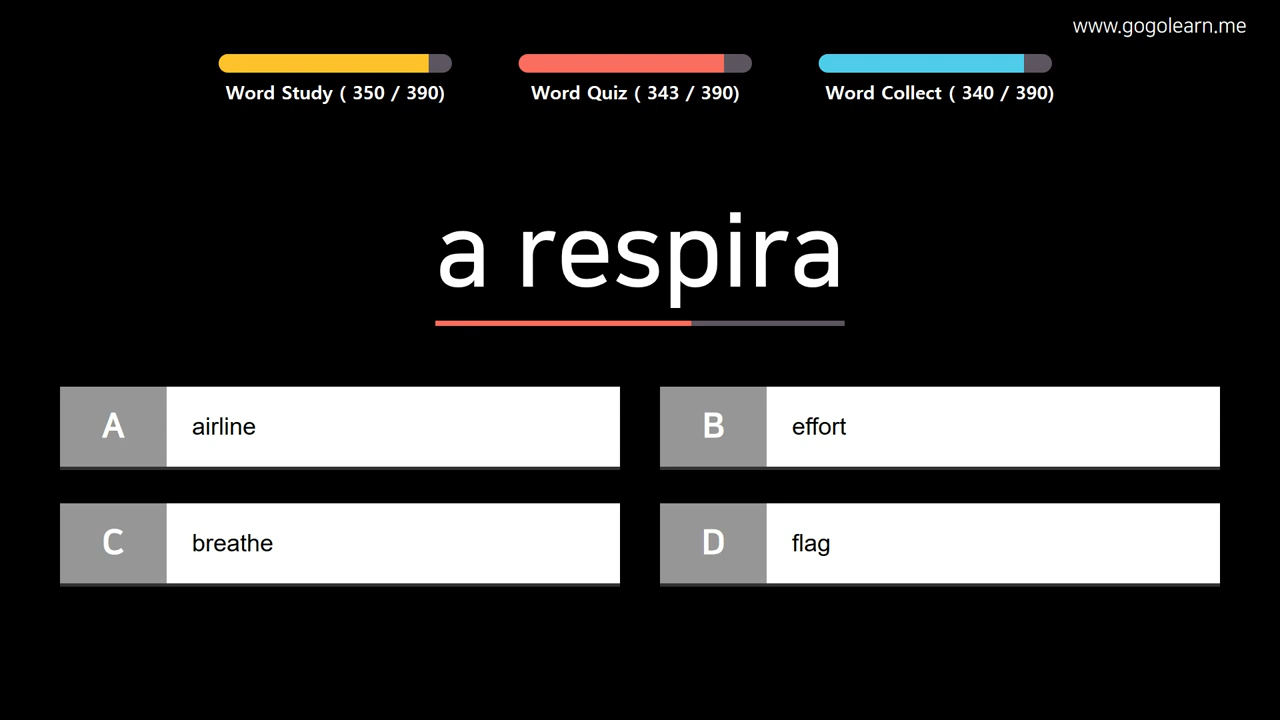 www.gogolearn.me
Word Study ( 350 / 390)
Word Quiz ( 343 / 390)
Word Collect ( 340 / 390)
a respira
A airline
B effort
C breathe
D flag